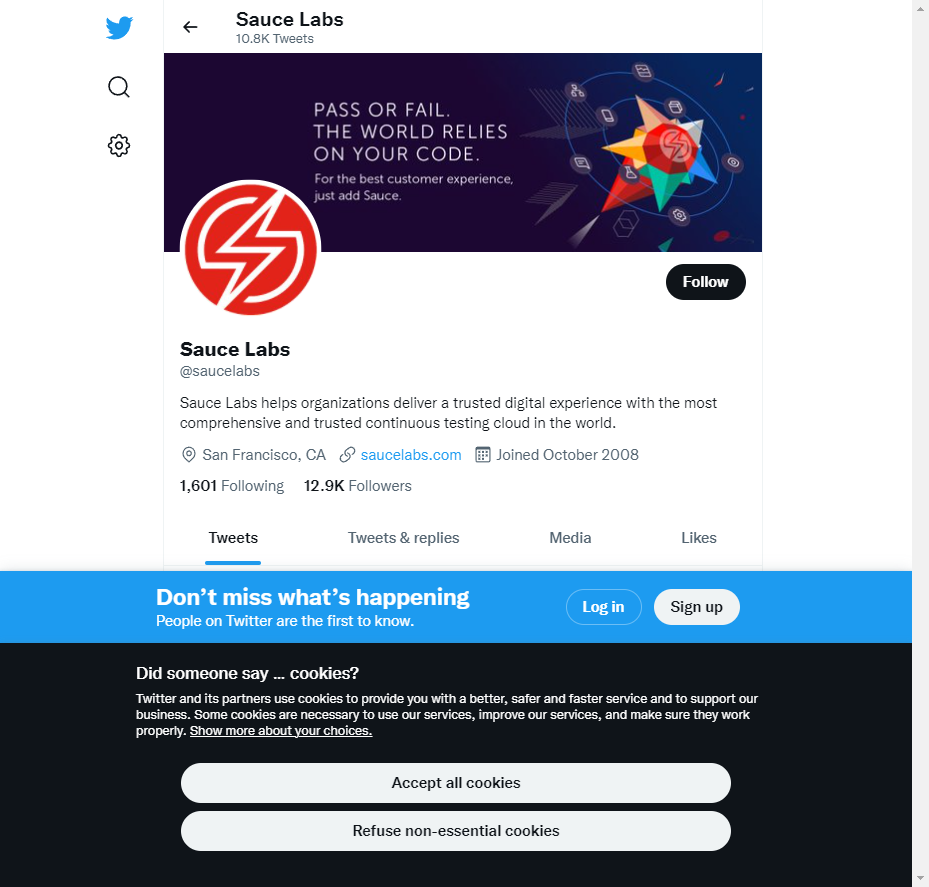 Sauce Labs
10.8K Tweets
PASS OR FAIL.
THE WORLD RELIES
ON YOUR CODE.
For the best customer experience,
just add Sauce.
Follow
Sauce Labs
@saucelabs
Sauce Labs helps organizations deliver a trusted digital experience with the most
comprehensive and trusted continuous testing cloud in the world.
San Francisco, CA saucelabs.com Joined October 2008
1,601 Following 12.9K Followers
Tweets Tweets & replies Media Likes
Don’t miss what’s happening
People on Twitter are the first to know.
Log in Sign up
Did someone say … cookies?
Twitter and its partners use cookies to provide you with a better, safer and faster service and to support our
business. Some cookies are necessary to use our services, improve our services, and make sure they work
properly. Show more about your choices.
Accept all cookies
Refuse non-essential cookies